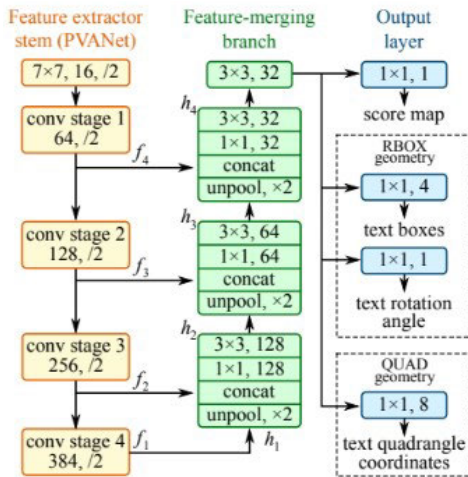 Feature extractor
stem (PVANet)
7×7, 16, /2
conv stage 1
64, /2
f4
conv stage 2
128, /2
f3
conv stage 3
256, /2
f2
conv stage 4
384, /2
f1
Feature-merging
branch
3×3, 32
h4
3×3, 32
1×1, 32
concat
unpool, ×2
h3
3×3, 64
1×1, 64
concat
unpool, ×2
h2
3×3, 128
1×1, 128
concat
unpool, ×2
h1
Output
layer
1×1, 1
score map
RBOX
geometry
1×1, 4
text boxes
1×1, 1
text rotation
angle
QUAD
geometry
1×1, 8
text quadrangle
coordinates